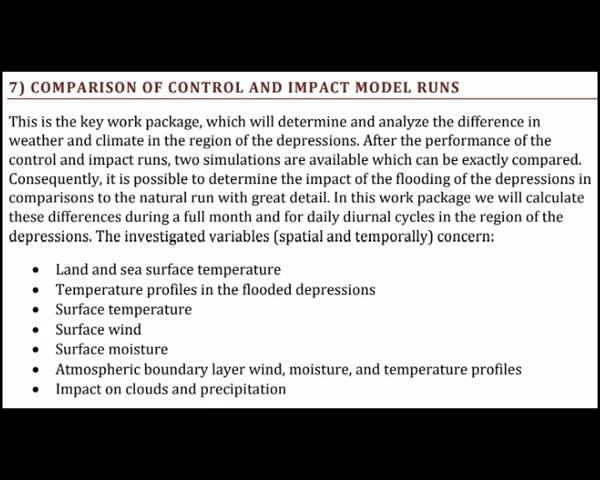 7) COMPARISON OF CONTROL AND IMPACT MODEL RUNS
This is the key work package, which will determine and analyze the difference in
weather and climate in the region of the depressions. After the performance of the
control and impact runs, two simulations are available which can be exactly compared.
Consequently, it is possible to determine the impact of the flooding of the depressions in
comparisons to the natural run with great detail. In this work package we will calculate
these differences during a full month and for daily diurnal cycles in the region of the
depressions. The investigated variables (spatial and temporally) concern:
• Land and sea surface temperature
• Temperature profiles in the flooded depressions
• Surface temperature
• Surface wind
• Surface moisture
• Atmospheric boundary layer wind, moisture, and temperature profiles
• Impact on clouds and precipitation